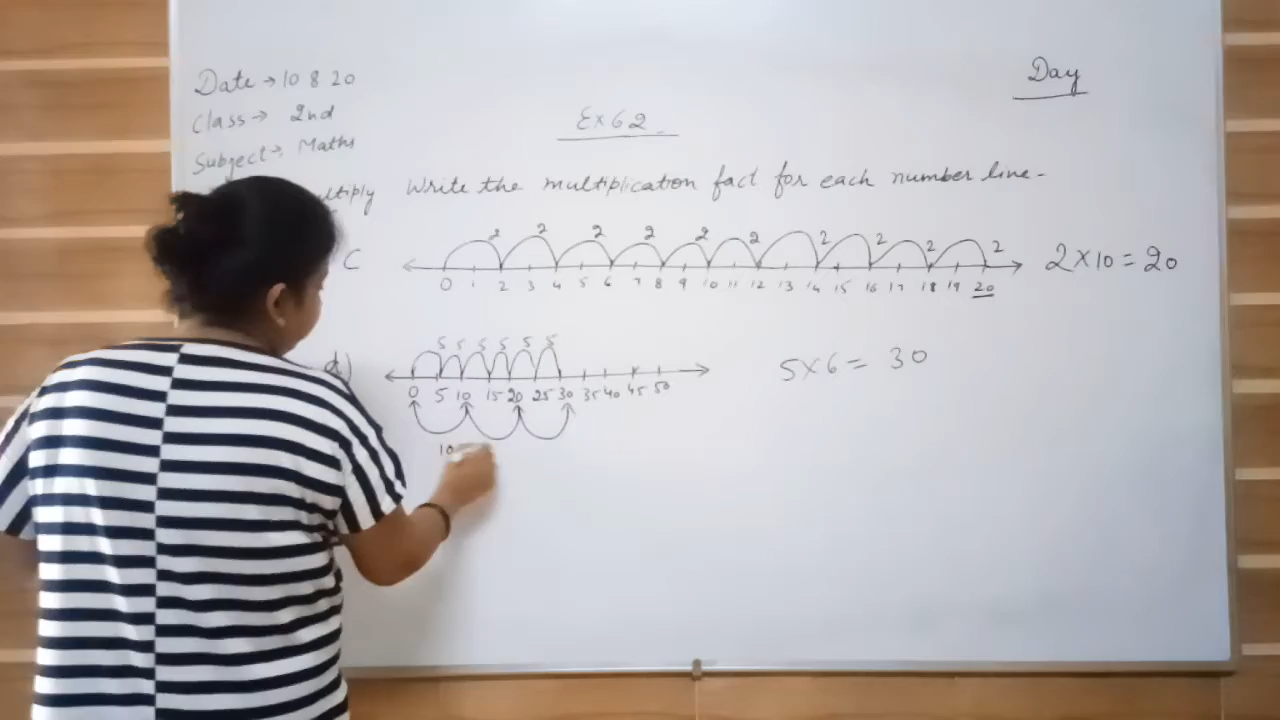 Day
Date → 10 8 20
Class → 2nd
Subject → Maths
Ex 6 2
Multiply Write the multiplication fact for each number line-
2 2 2 2 2 2 2 2 2 2
C
0 2 3 4 5 6 7 8 9 10 11 12 13 14 15 16 17 18 19 20
2 × 10 = 20
5 5 5 5 5 5
d)
0 5 10 15 20 25 30 35 40 45 50
5 × 6 = 30
10